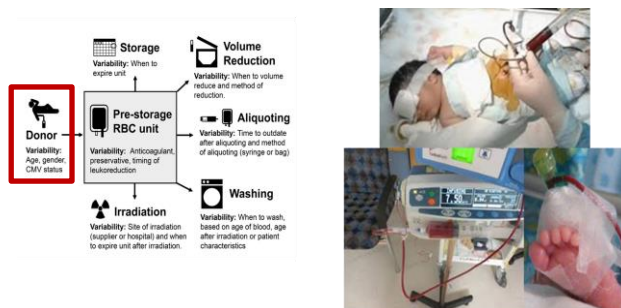 Storage
Variability: When to
expire unit
Volume
Reduction
Variability: When to volume
reduce and method of
reduction.
Donor
Variability:
Age, gender,
CMV status
Pre-storage
RBC unit
Variability: Anticoagulant,
preservative, timing of
leukoreduction
Aliquoting
Variability: Time to outdate
after aliquoting and method
of aliquoting (syringe or bag)
Irradiation
Variability: Site of irradiation
(supplier or hospital) and when
to expire unit after irradiation.
Washing
Variability: When to wash,
based on age of blood, age
after irradiation or patient
characteristics
7.50